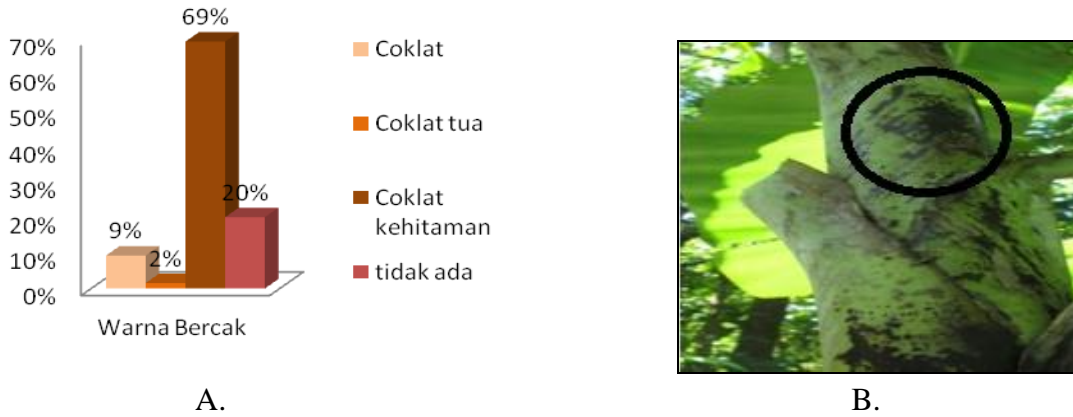 69%
70%
60%
50%
40%
30%
20%
10%
0%
9%
2%
20%
Warna Bercak
Coklat
Coklat tua
Coklat
kehitaman
tidak ada
A.
B.